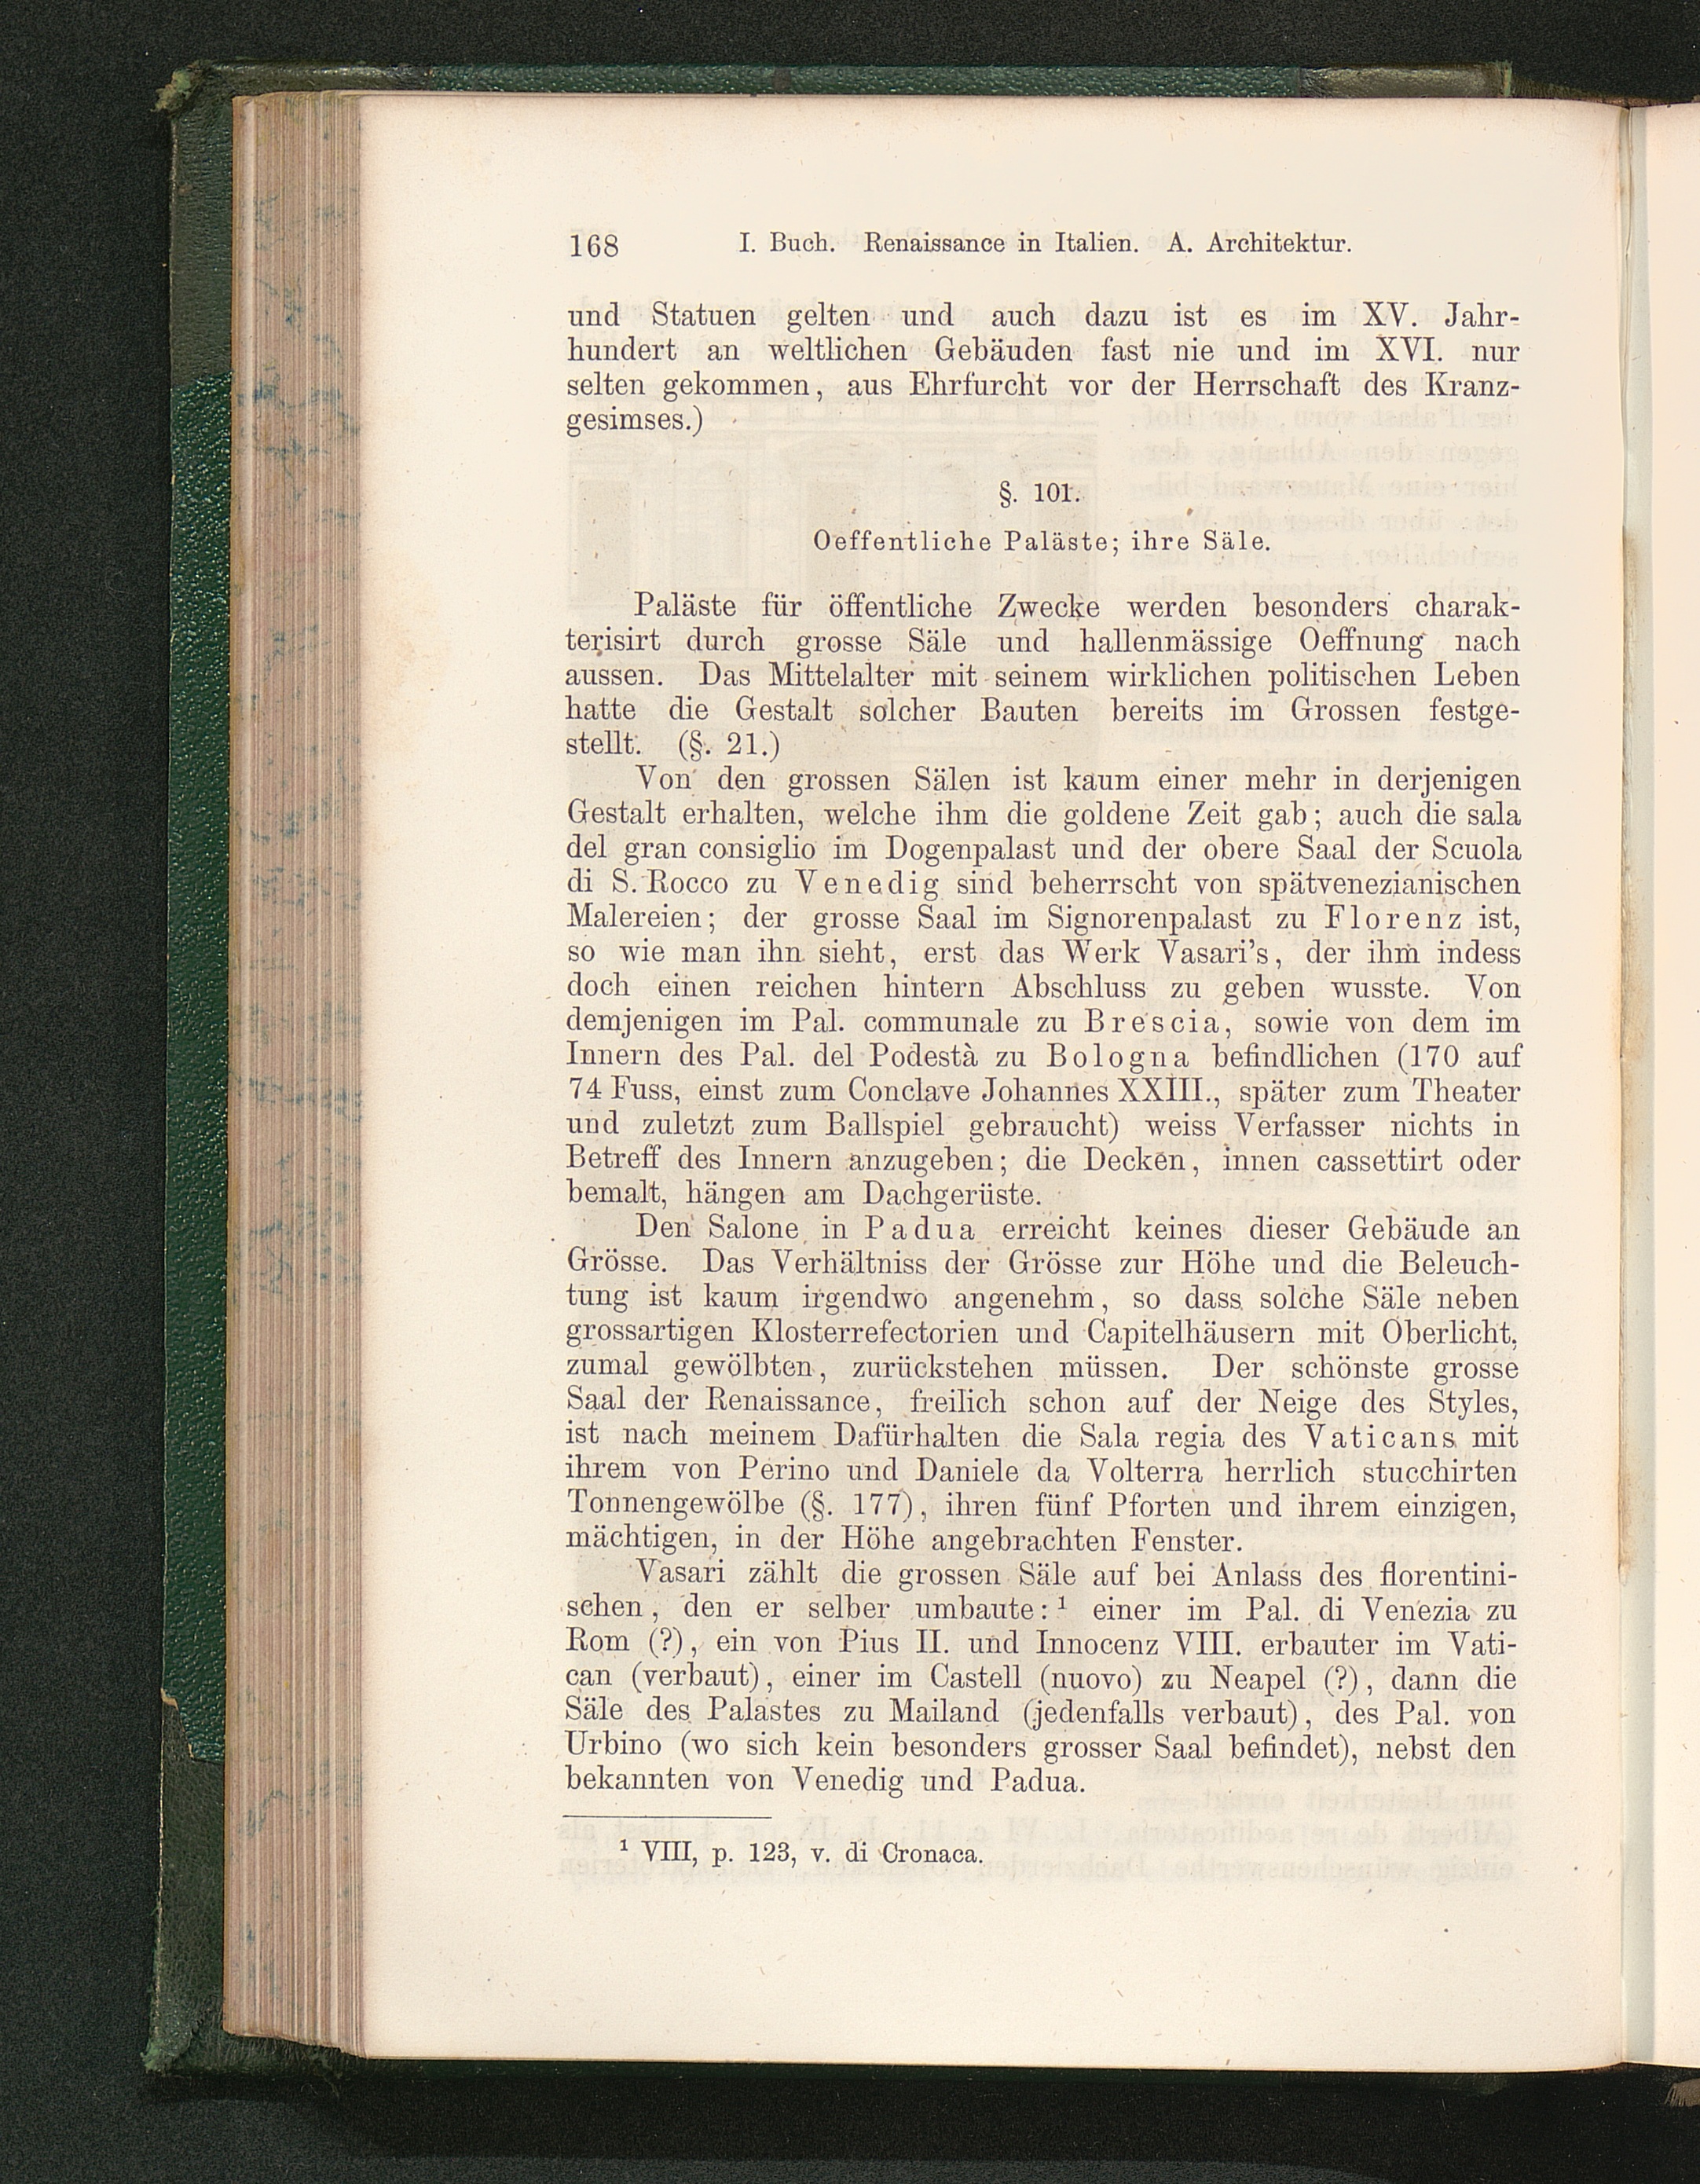 168 I. Buch. Renaissance in Italien. A. Architektur.
und Statuen gelten und auch dazu ist es im XV. Jahr-
hundert an weltlichen Gebäuden fast nie und im XVI. nur
selten gekommen, aus Ehrfurcht vor der Herrschaft des Kranz-
gesimses.)
§. 101.
Oeffentliche Paläste; ihre Säle.
Paläste für öffentliche Zwecke werden besonders charak-
terisirt durch grosse Säle und hallenmässige Oeffnung nach
aussen. Das Mittelalter mit seinem wirklichen politischen Leben
hatte die Gestalt solcher Bauten bereits im Grossen festge-
stellt. (§. 21.)
Von den grossen Sälen ist kaum einer mehr in derjenigen
Gestalt erhalten, welche ihm die goldene Zeit gab; auch die sala
del gran consiglio im Dogenpalast und der obere Saal der Scuola
di S. Rocco zu Venedig sind beherrscht von spätvenezianischen
Malereien; der grosse Saal im Signorenpalast zu Florenz ist,
so wie man ihn sieht, erst das Werk Vasari's, der ihm indess
doch einen reichen hintern Abschluss zu geben wusste. Von
demjenigen im Pal. communale zu Brescia, sowie von dem im
Innern des Pal. del Podestà zu Bologna befindlichen (170 auf
74 Fuss, einst zum Conclave Johannes XXIII., später zum Theater
und zuletzt zum Ballspiel gebraucht) weiss Verfasser nichts in
Betreff des Innern anzugeben; die Decken, innen cassettirt oder
bemalt, hängen am Dachgerüste.
Den Salone in Padua erreicht keines dieser Gebäude an
Grösse. Das Verhältniss der Grösse zur Höhe und die Beleuch-
tung ist kaum irgendwo angenehm, so dass solche Säle neben
grossartigen Klosterrefectorien und Capitelhäusern mit Oberlicht,
zumal gewölbten, zurückstehen müssen. Der schönste grosse
Saal der Renaissance, freilich schon auf der Neige des Styles,
ist nach meinem Dafürhalten die Sala regia des Vaticans mit
ihrem von Perino und Daniele da Volterra herrlich stucchirten
Tonnengewölbe (§. 177), ihren fünf Pforten und ihrem einzigen,
mächtigen, in der Höhe angebrachten Fenster.
Vasari zählt die grossen Säle auf bei Anlass des florentini-
schen, den er selber umbaute:¹ einer im Pal. di Venezia zu
Rom (?), ein von Pius II. und Innocenz VIII. erbauter im Vati-
can (verbaut), einer im Castell (nuovo) zu Neapel (?), dann die
Säle des Palastes zu Mailand (jedenfalls verbaut), des Pal. von
Urbino (wo sich kein besonders grosser Saal befindet), nebst den
bekannten von Venedig und Padua.
¹ VIII, p. 123, v. di Cronaca.